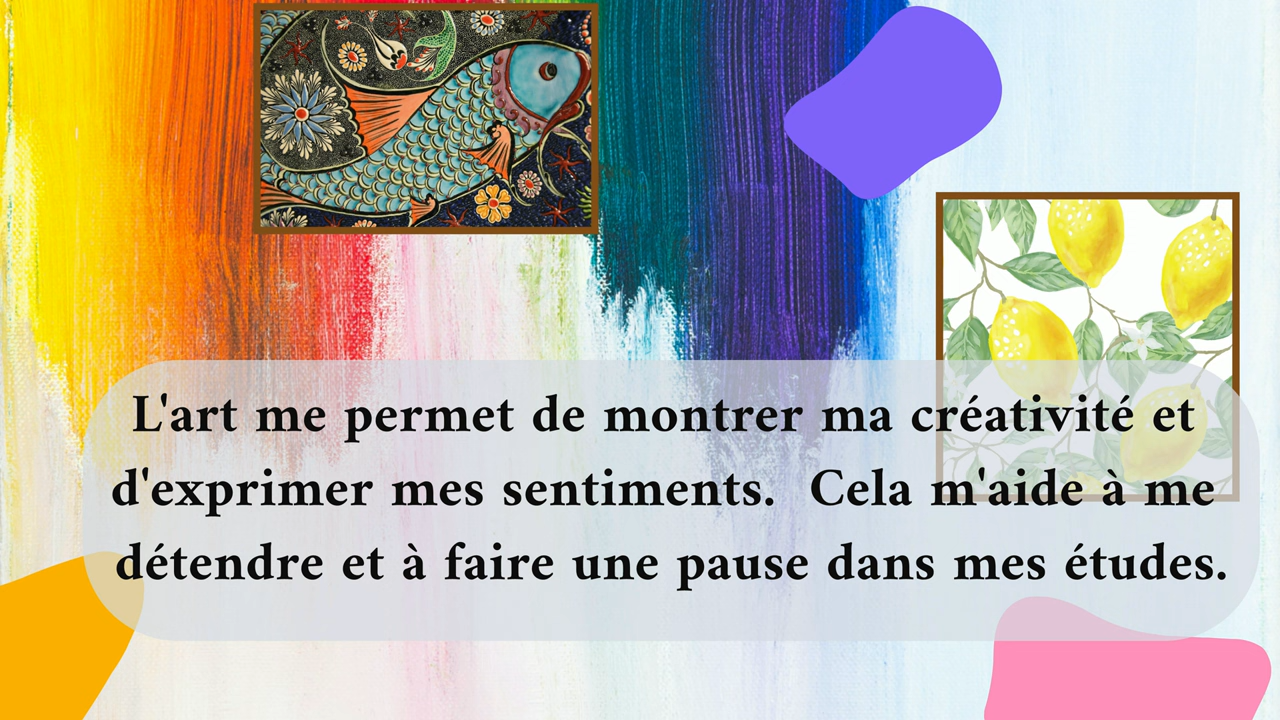 L'art me permet de montrer ma créativité et
d'exprimer mes sentiments.  Cela m'aide à me
détendre et à faire une pause dans mes études.